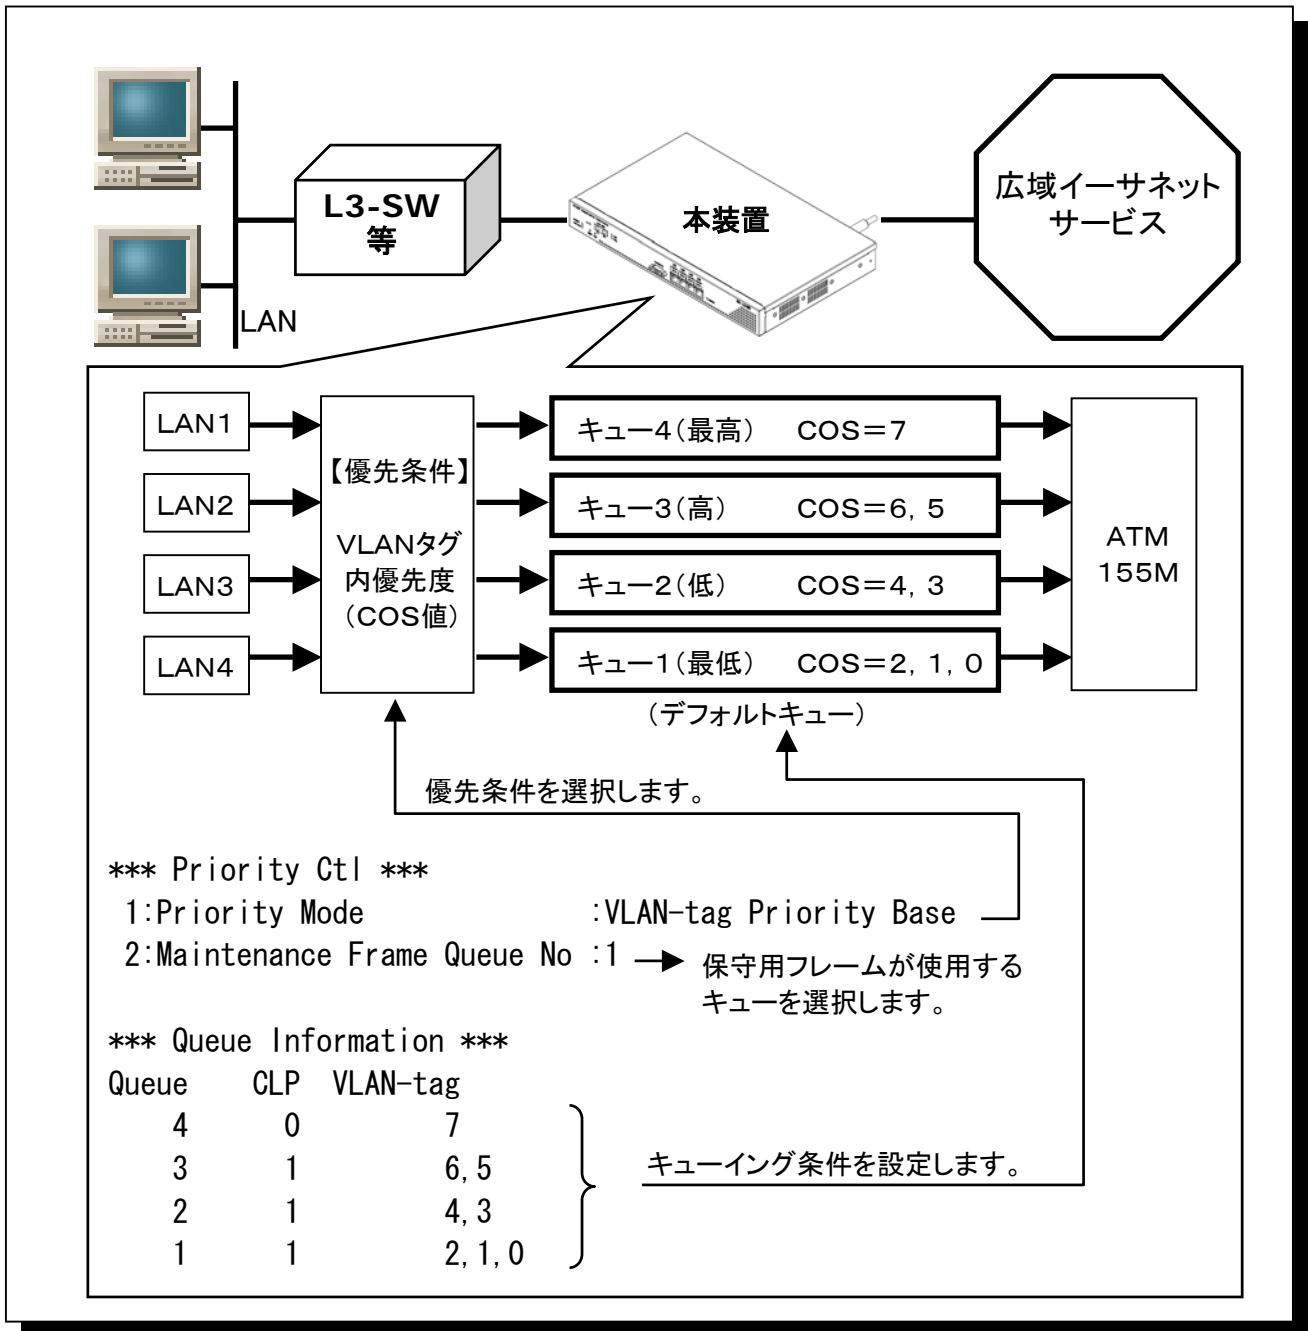 L3-SW
等
本装置
広域イーサネット
サービス
LAN
LAN1
LAN2
LAN3
LAN4
【優先条件】
VLANタグ
内優先度
(COS値)
キュー4(最高) COS=7
キュー3(高) COS=6, 5
キュー2(低) COS=4, 3
キュー1(最低) COS=2, 1, 0
(デフォルトキュー)
ATM
155M
優先条件を選択します。
*** Priority Ctl ***
1:Priority Mode :VLAN-tag Priority Base
2:Maintenance Frame Queue No :1
保守用フレームが使用する
キューを選択します。
*** Queue Information ***
Queue CLP VLAN-tag
4 0 7
3 1 6,5
2 1 4,3
1 1 2,1,0
キューイング条件を設定します。